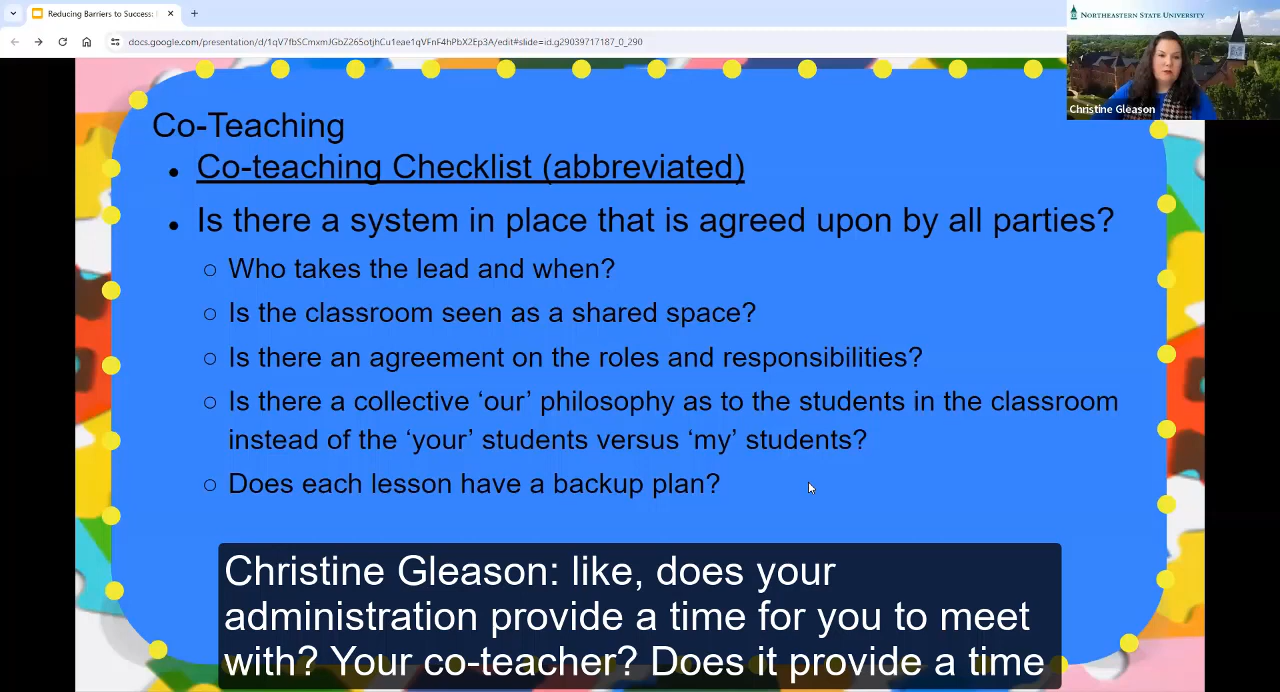 Reducing Barriers to Success: R
docs.google.com/presentation/d/1qV7fbSCmxmJGbZ265otjhCu1eae1qVFnF4hPbX2Ep3A/edit#slide=id.g29039717187_0_290
NORTHEASTERN STATE UNIVERSITY
Christine Gleason
Co-Teaching
Co-teaching Checklist (abbreviated)
Is there a system in place that is agreed upon by all parties?
Who takes the lead and when?
Is the classroom seen as a shared space?
Is there an agreement on the roles and responsibilities?
Is there a collective ‘our’ philosophy as to the students in the classroom
instead of the ‘your’ students versus ‘my’ students?
Does each lesson have a backup plan?
Christine Gleason: like, does your
administration provide a time for you to meet
with? Your co-teacher? Does it provide a time